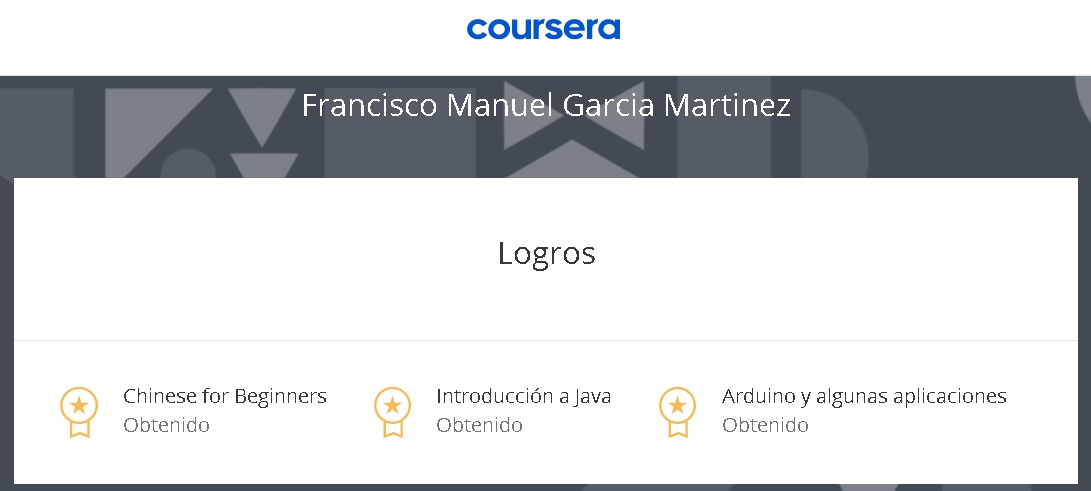 coursera
Francisco Manuel Garcia Martinez
Logros
Chinese for Beginners
Obtenido
Introducción a Java
Obtenido
Arduino y algunas aplicaciones
Obtenido